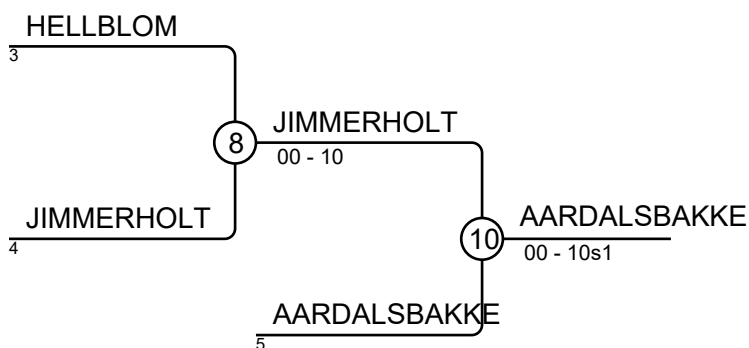 HELLBLOM
3
8
JIMMERHOLT
00 - 10
JIMMERHOLT
4
10
AARDALSBAKKE
00 - 10s1
AARDALSBAKKE
5